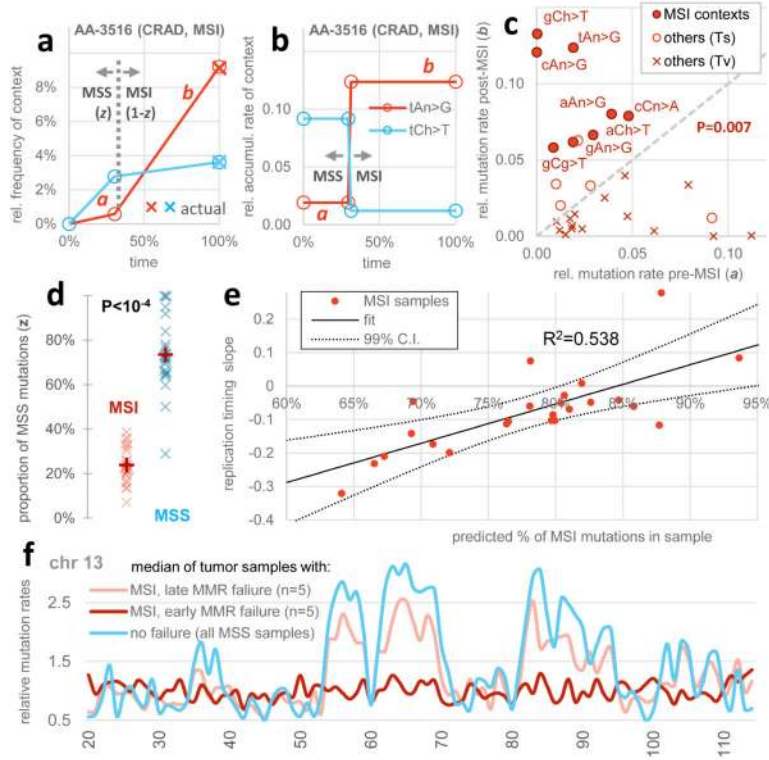 a
AA-3516 (CRAD, MSI)
rel. frequency of context
8%
6%
4%
2%
0%
MSS
(z)
MSI
(1-z)
b
a
actual
0%
50%
100%
time
b
AA-3516 (CRAD, MSI)
rel. accumul. rate of context
0.10
0.05
0.00
b
tAn>G
tCh>T
MSS
MSI
a
0%
50%
100%
time
c
rel. mutation rate post-MSI (b)
0.15
0.10
0.05
0.00
gCh>T
tAn>G
cAn>G
MSI contexts
others (Ts)
others (Tv)
aAn>G
cCn>A
aCh>T
P=0.007
gCg>T
gAn>G
0.00
0.05
0.10
rel. mutation rate pre-MSI (a)
d
P<10-4
proportion of MSS mutations (z)
80%
60%
40%
20%
0%
MSI
MSS
e
MSI samples
fit
99% C.I.
R2=0.538
replication timing slope
0.2
0.1
0
-0.1
-0.2
-0.3
-0.4
60%
65%
70%
75%
80%
85%
90%
95%
predicted % of MSI mutations in sample
f
chr 13
median of tumor samples with:
MSI, late MMR faliure (n=5)
MSI, early MMR failure (n=5)
no failure (all MSS samples)
relative mutation rates
2.5
1.5
0.5
20
30
40
50
60
70
80
90
100
110